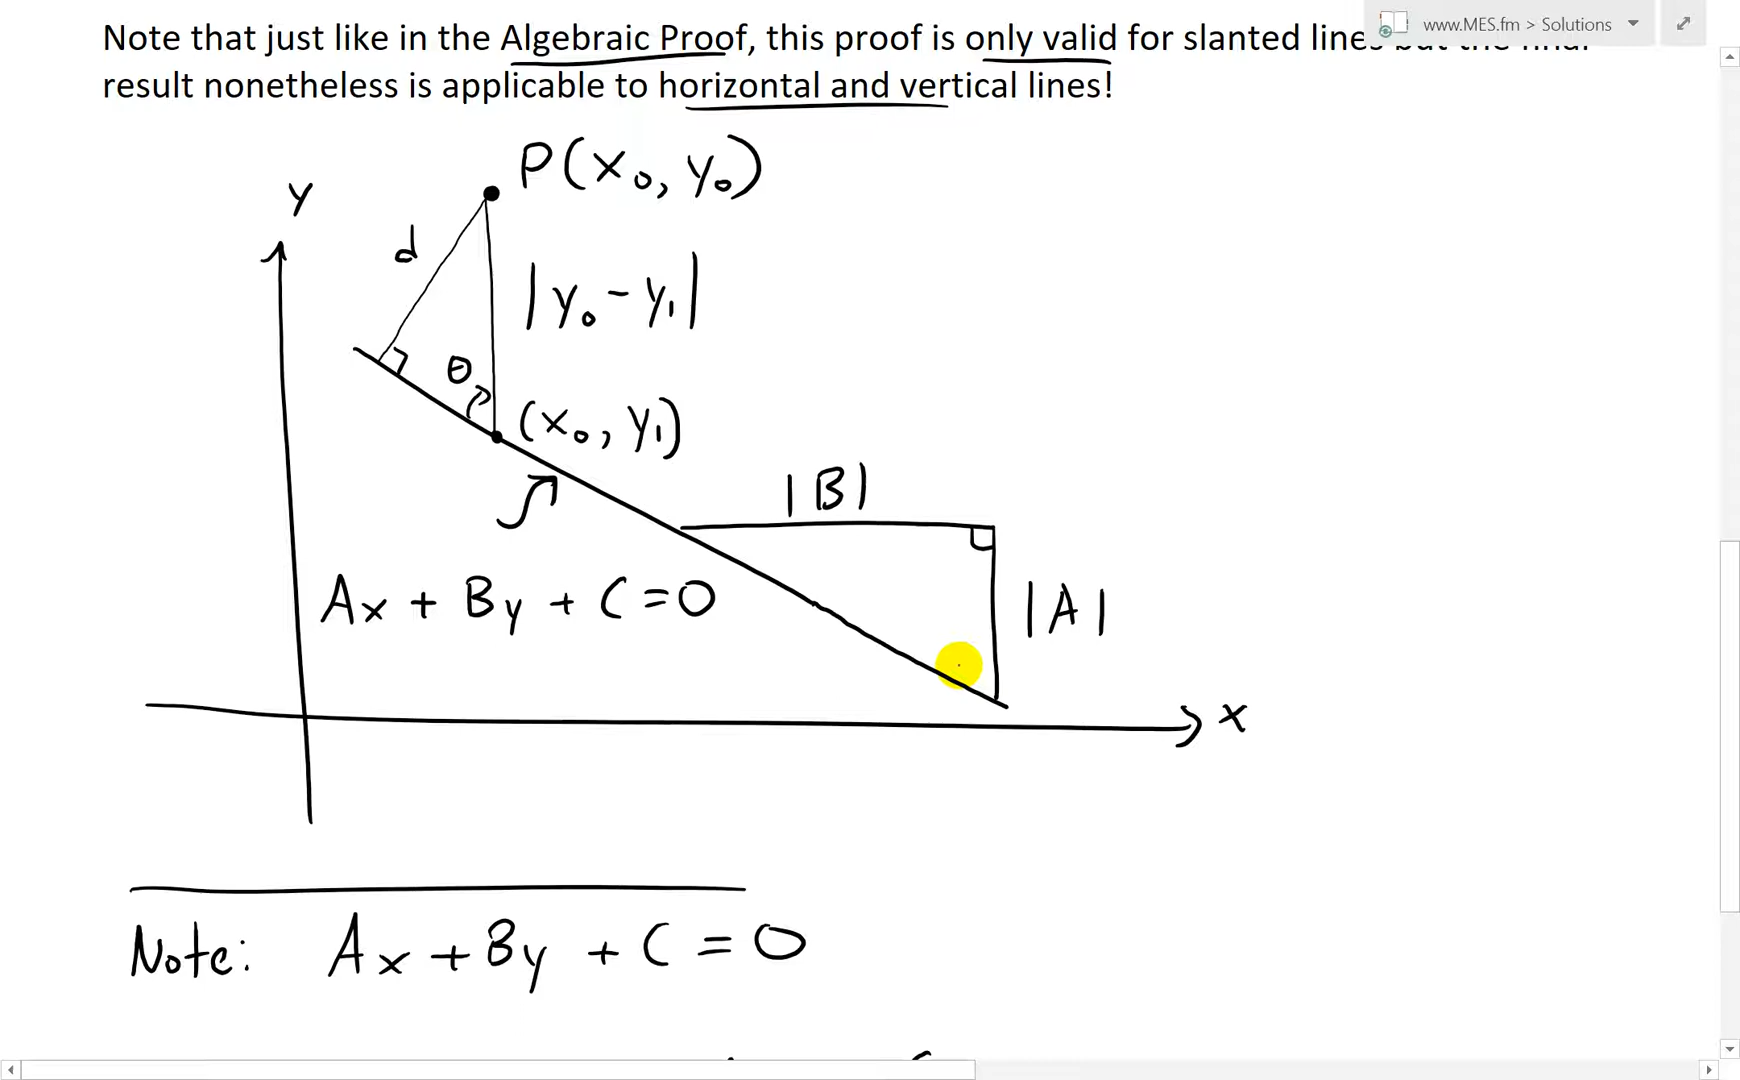 Note that just like in the Algebraic Proof, this proof is only valid for slanted lines
www.MES.fm > Solutions
result nonetheless is applicable to horizontal and vertical lines!
P(x₀, y₀)
y
d
|y₀ - y₁|
θ
(x₀, y₁)
|B|
Ax + By + C = 0
|A|
x
Note: Ax + By + C = 0